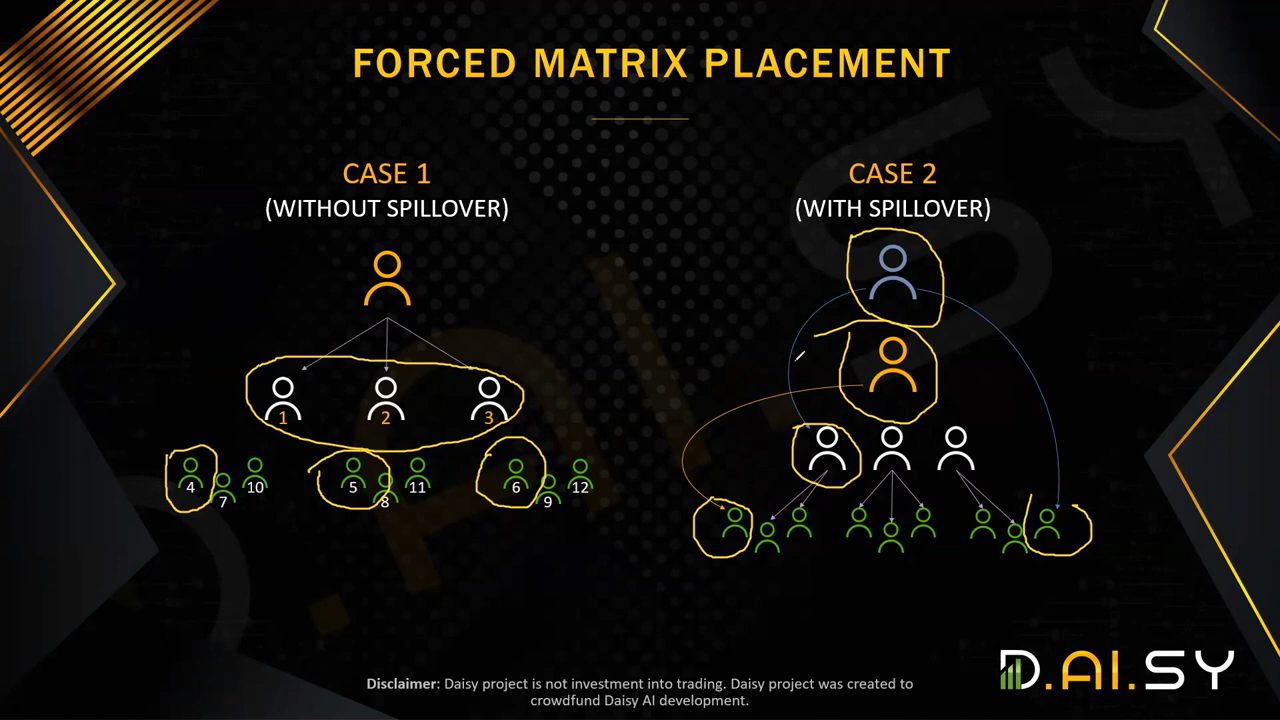 FORCED MATRIX PLACEMENT
CASE 1
(WITHOUT SPILLOVER)
1 2 3
4 5 6
7 8 9
10 11 12
CASE 2
(WITH SPILLOVER)
D.AI.SY
Disclaimer: Daisy project is not investment into trading. Daisy project was created to
crowdfund Daisy AI development.